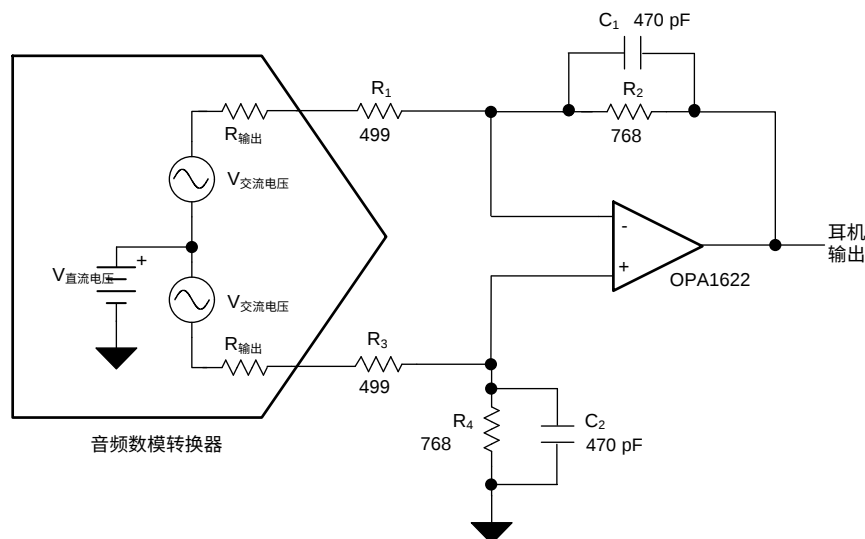 C1 470 pF
R1
R2
R输出
499
768
V交流电压
-
耳机
输出
+
+
V直流电压
OPA1622
V交流电压
R输出
R3
499
R4
C2
768
470 pF
音频数模转换器